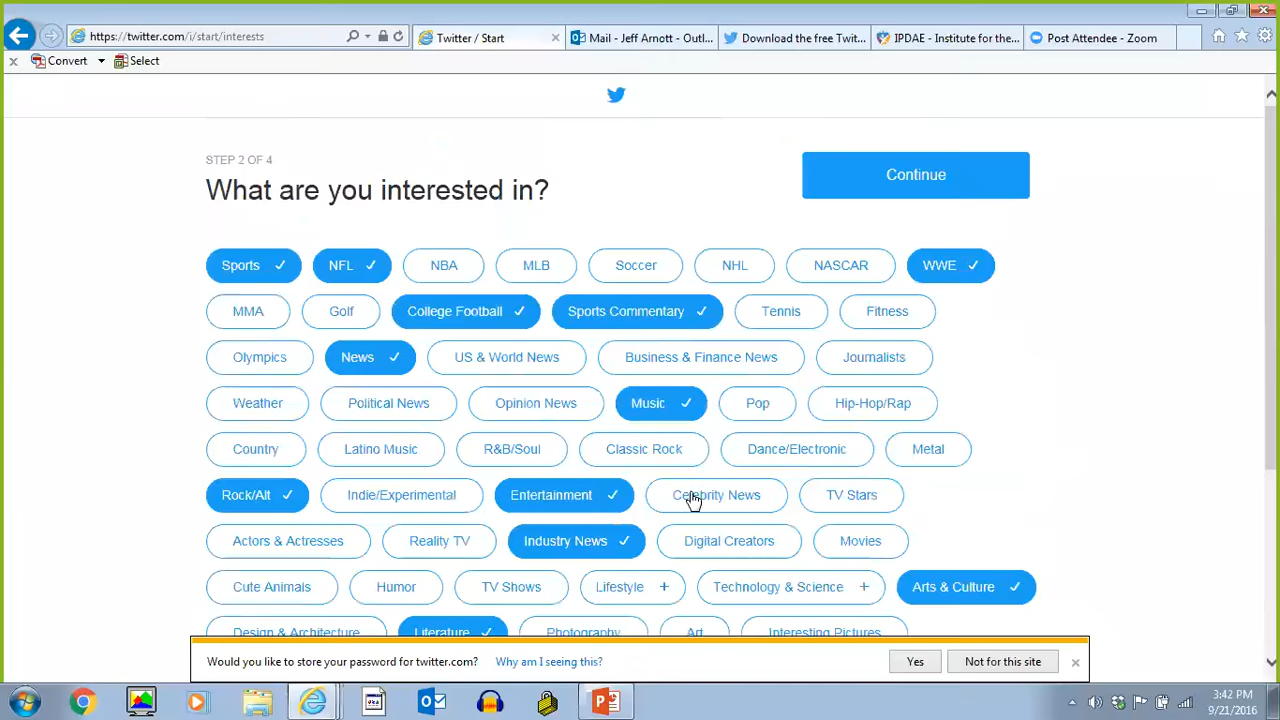 https://twitter.com/i/start/interests
Twitter / Start
Mail - Jeff Arnott - Outl...
Download the free Twit...
IPDAE - Institute for the...
Post Attendee - Zoom
Convert
Select
STEP 2 OF 4
What are you interested in?
Continue
Sports NFL NBA MLB Soccer NHL NASCAR WWE
MMA Golf College Football Sports Commentary Tennis Fitness
Olympics News US & World News Business & Finance News Journalists
Weather Political News Opinion News Music Pop Hip-Hop/Rap
Country Latino Music R&B/Soul Classic Rock Dance/Electronic Metal
Rock/Alt Indie/Experimental Entertainment Celebrity News TV Stars
Actors & Actresses Reality TV Industry News Digital Creators Movies
Cute Animals Humor TV Shows Lifestyle + Technology & Science + Arts & Culture
Design & Architecture Literature Photography Art Interesting Pictures
Would you like to store your password for twitter.com? Why am I seeing this? Yes Not for this site
3:42 PM
9/21/2016